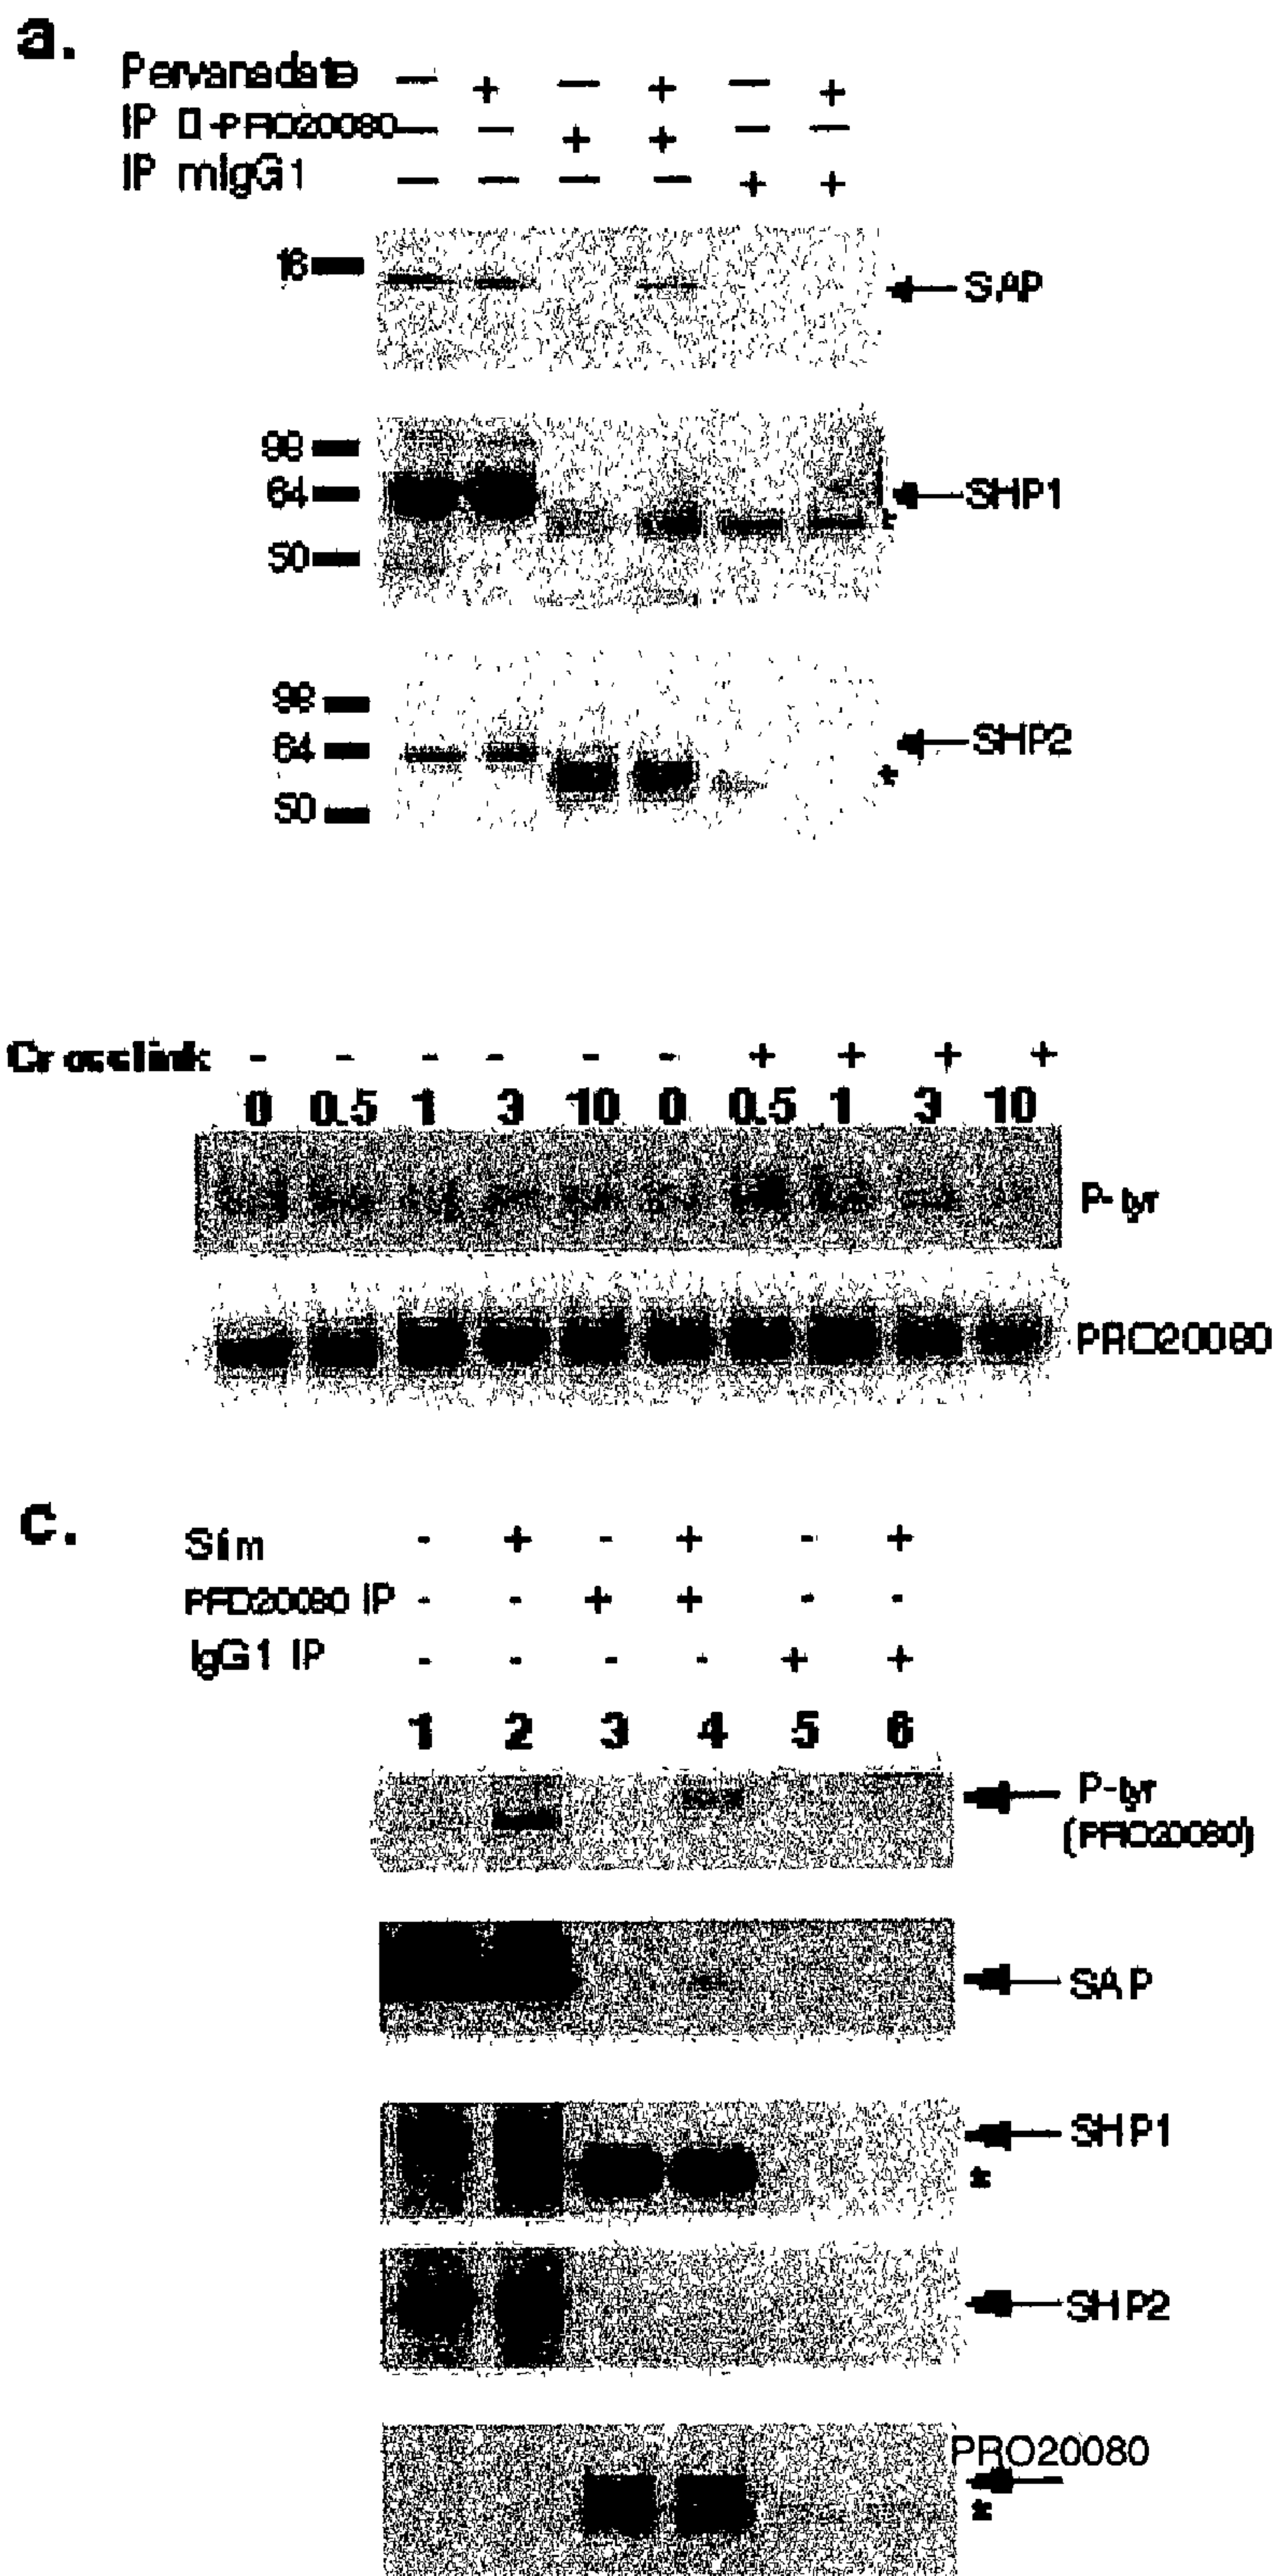 a.
Pervanadate – + – + – +
IP -PRO20080 – – + + – –
IP mIgG1 – – – – + +
16 SAP
98
64 SHP1
*
50
98
64 SHP2
*
50
Crosslink - - - - - - + + + +
0 0.5 1 3 10 0 0.5 1 3 10
P-tyr
PRO20080
c.
Stim - + - + - +
PRO20080 IP - - + + - -
IgG1 IP - - - - + +
1 2 3 4 5 6
P-tyr
(PRO20080)
SAP
SHP1
*
SHP2
PRO20080
*